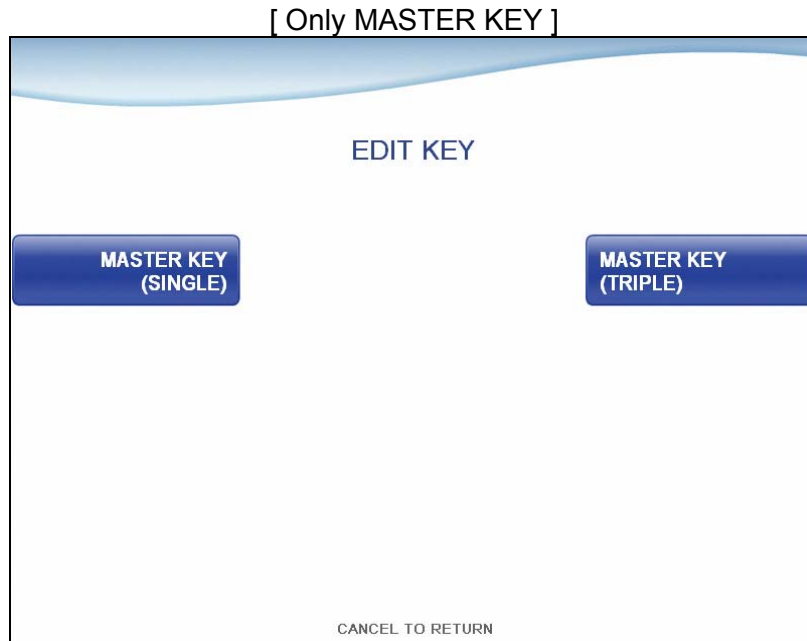 [ Only MASTER KEY ]
EDIT KEY
MASTER KEY
(SINGLE)
MASTER KEY
(TRIPLE)
CANCEL TO RETURN